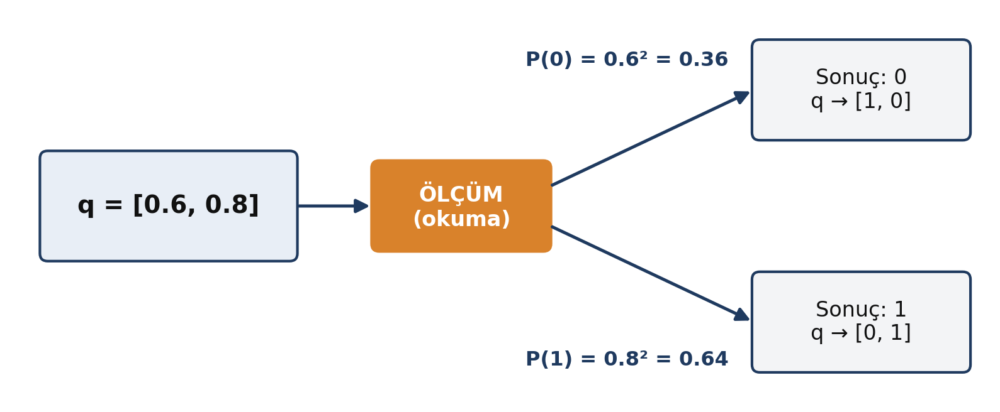 q = [0.6, 0.8]
ÖLÇÜM
(okuma)
P(0) = 0.6² = 0.36
Sonuç: 0
q → [1, 0]
P(1) = 0.8² = 0.64
Sonuç: 1
q → [0, 1]